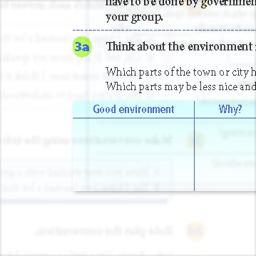 have to be done by governmen
your group.
3a Think about the environment
Which parts of the town or city h
Which parts may be less nice and
Good environment Why?